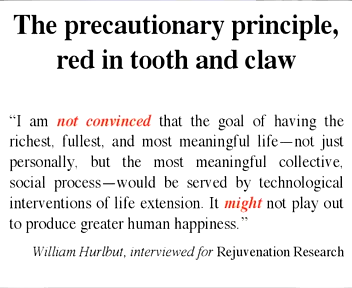 The precautionary principle,
red in tooth and claw
“I am not convinced that the goal of having the
richest, fullest, and most meaningful life—not just
personally, but the most meaningful collective,
social process—would be served by technological
interventions of life extension. It might not play out
to produce greater human happiness.”
William Hurlbut, interviewed for Rejuvenation Research